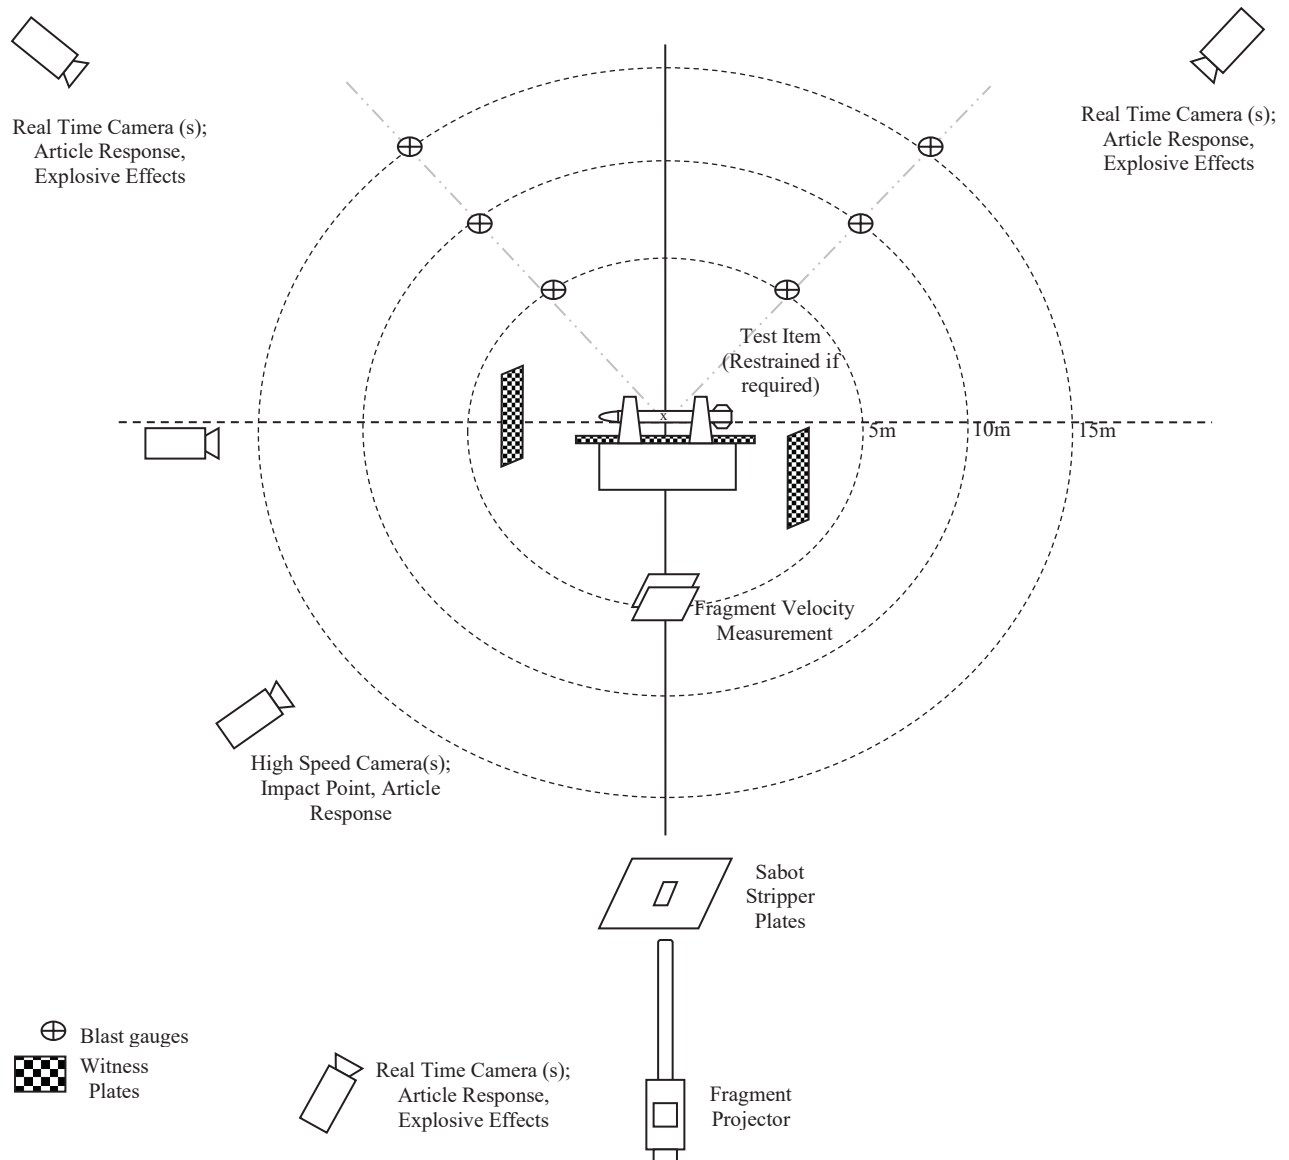 Real Time Camera (s);
Article Response,
Explosive Effects
Real Time Camera (s);
Article Response,
Explosive Effects
Test Item
(Restrained if
required)
x
5m
10m
15m
Fragment Velocity
Measurement
High Speed Camera(s);
Impact Point, Article
Response
Sabot
Stripper
Plates
Blast gauges
Witness
Plates
Real Time Camera (s);
Article Response,
Explosive Effects
Fragment
Projector